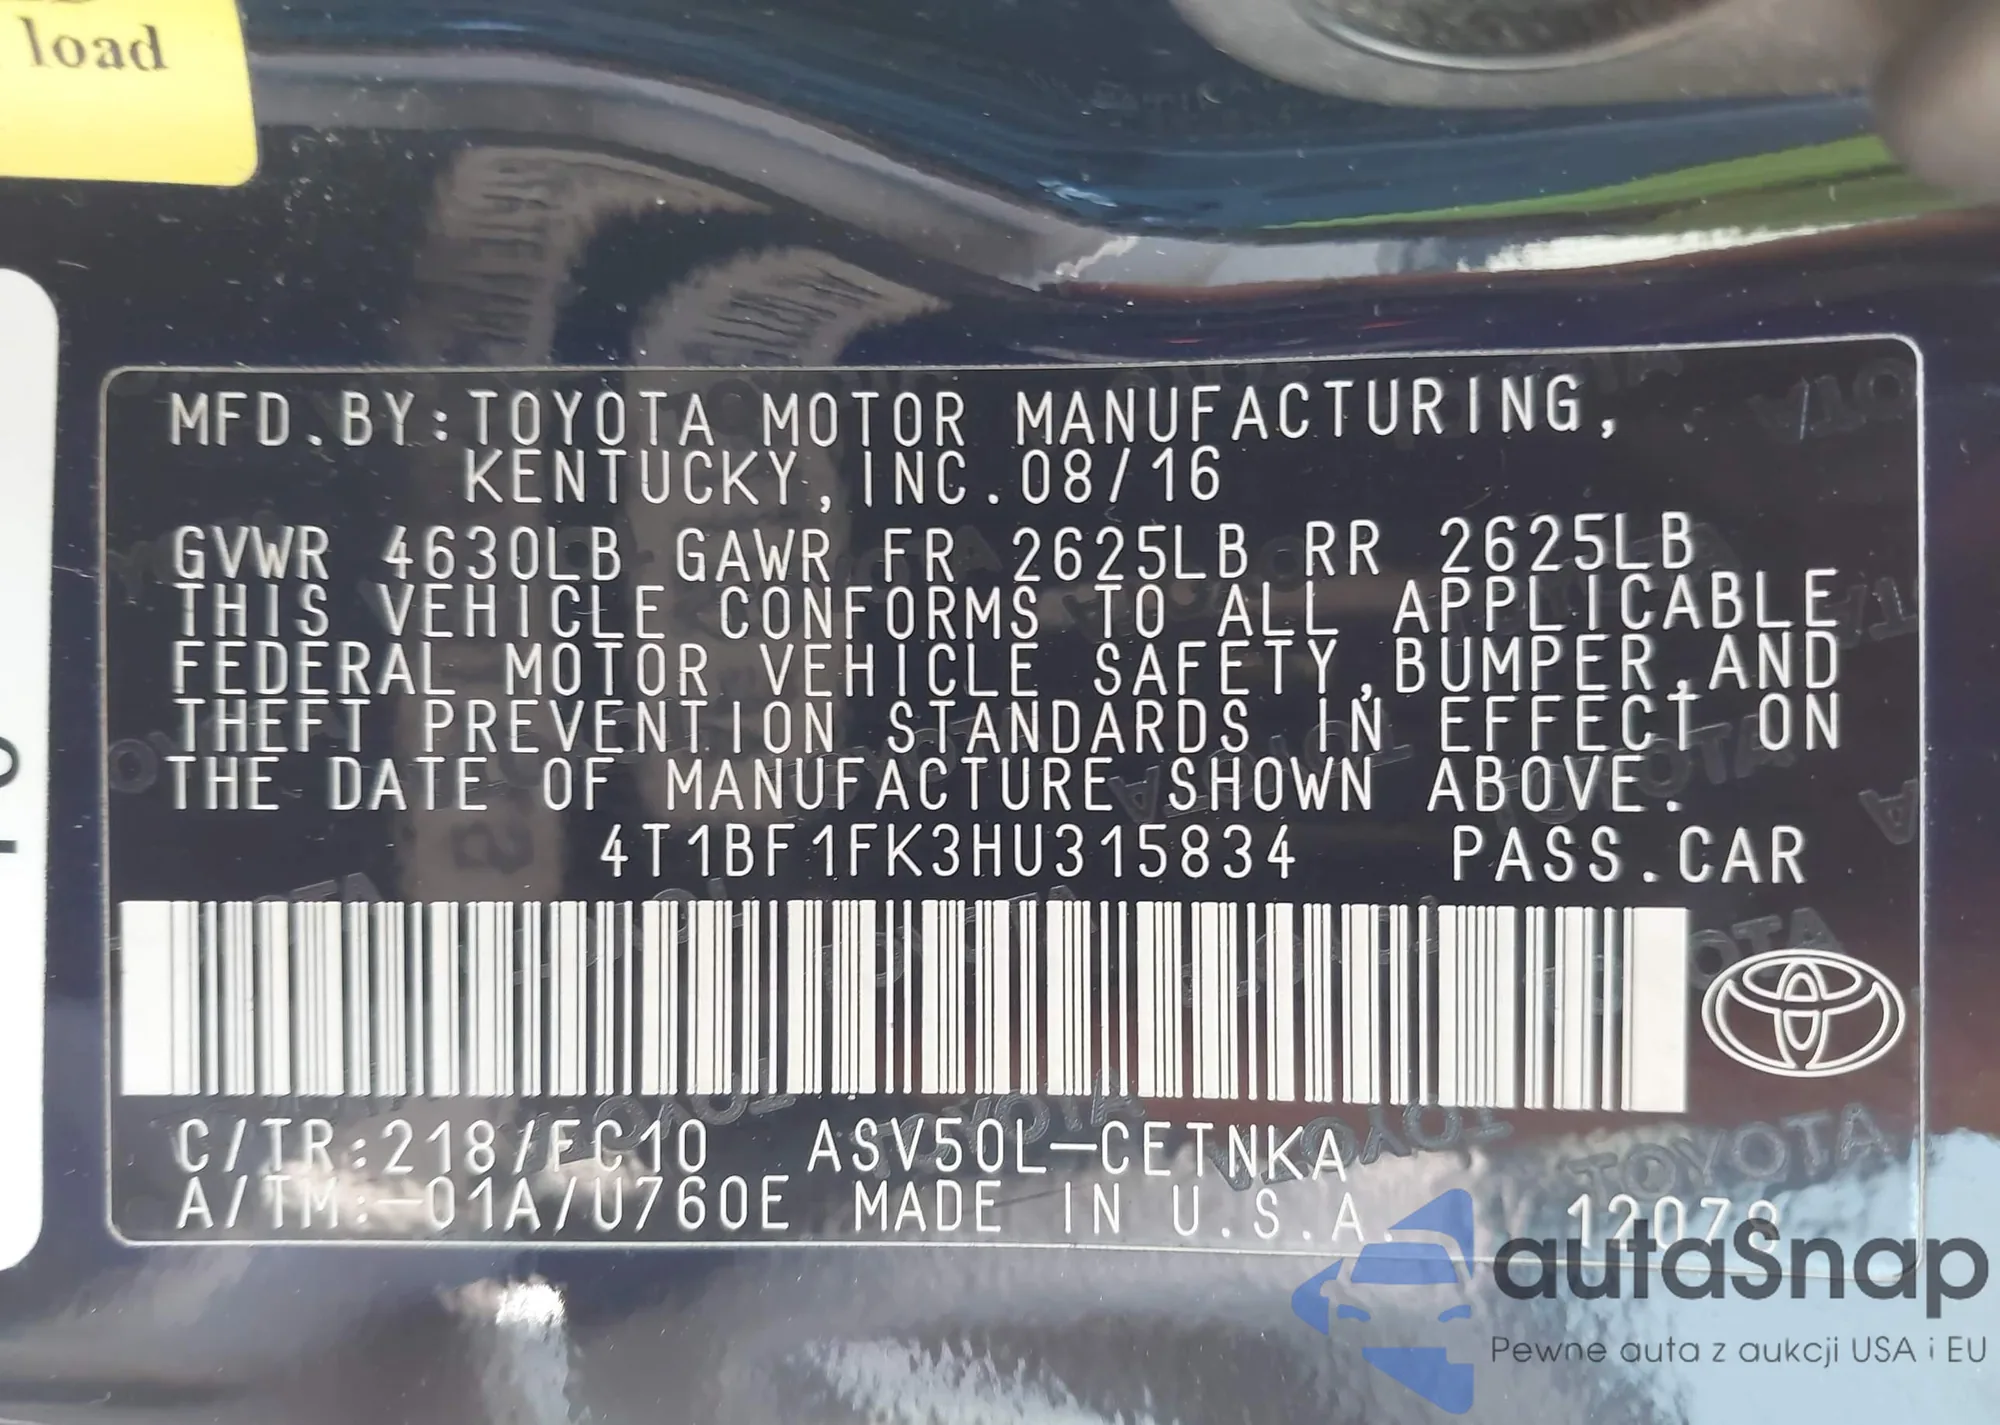 load
MFD.BY:TOYOTA MOTOR MANUFACTURING,
KENTUCKY,INC.08/16
GVWR 4630LB GAWR FR 2625LB RR 2625LB
THIS VEHICLE CONFORMS TO ALL APPLICABLE
FEDERAL MOTOR VEHICLE SAFETY,BUMPER,AND
THEFT PREVENTION STANDARDS IN EFFECT ON
THE DATE OF MANUFACTURE SHOWN ABOVE.
4T1BF1FK3HU315834 PASS.CAR
C/TR:218/FC10 ASV50L-CETNKA
A/TM:-01A/U760E MADE IN U.S.A.
autaSnap
Pewne auta z aukcji USA i EU